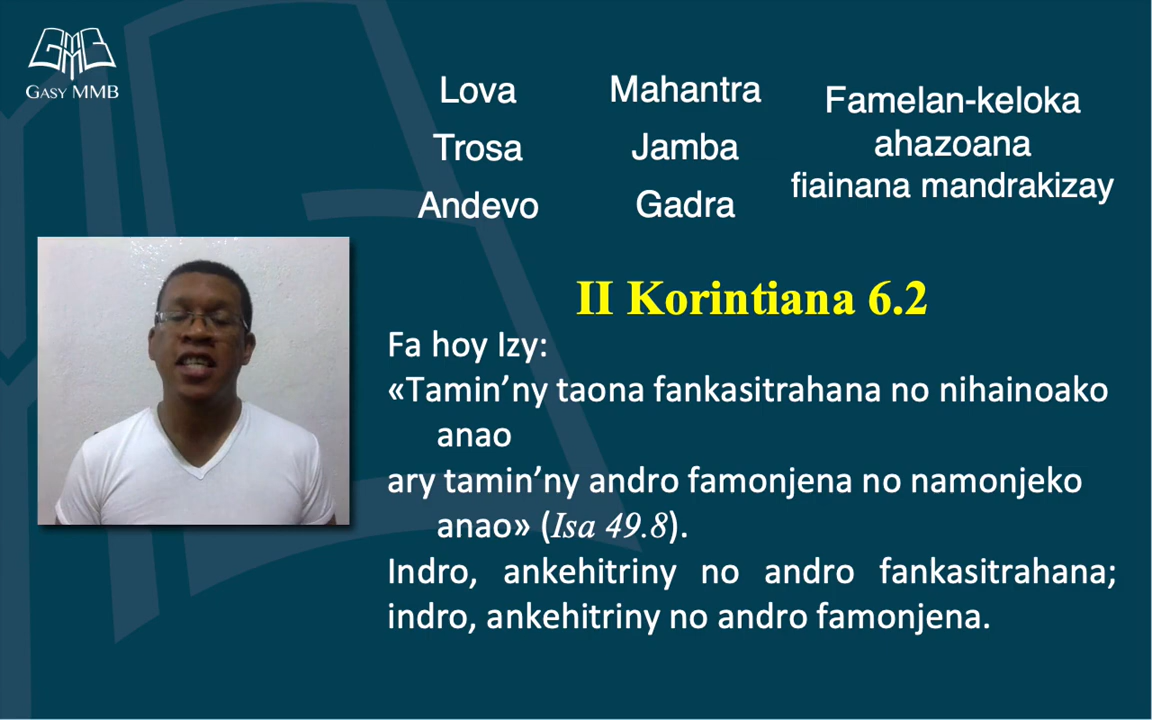 GMMB
GASY MMB
Lova
Trosa
Andevo
Mahantra
Jamba
Gadra
Famelan-keloka
ahazoana
fiainana mandrakizay
II Korintiana 6.2
Fa hoy Izy:
«Tamin’ny taona fankasitrahana no nihainoako
anao
ary tamin’ny andro famonjena no namonjeko
anao» (Isa 49.8).
Indro, ankehitriny no andro fankasitrahana;
indro, ankehitriny no andro famonjena.